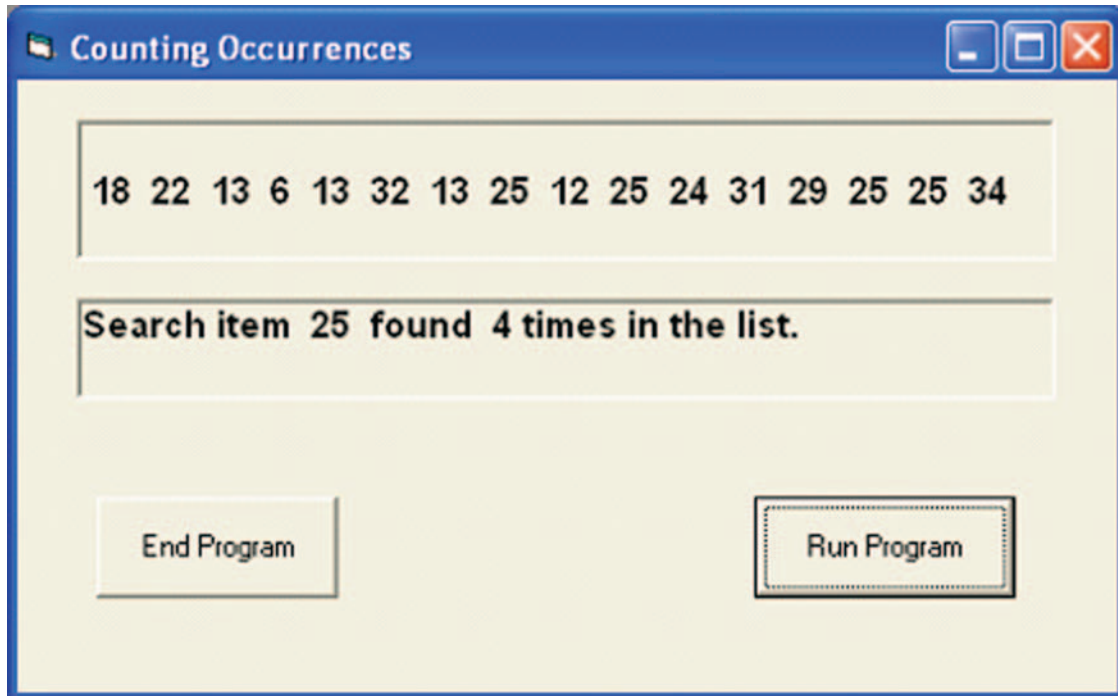 Counting Occurrences
18 22 13 6 13 32 13 25 12 25 24 31 29 25 25 34
Search item 25 found 4 times in the list.
End Program
Run Program